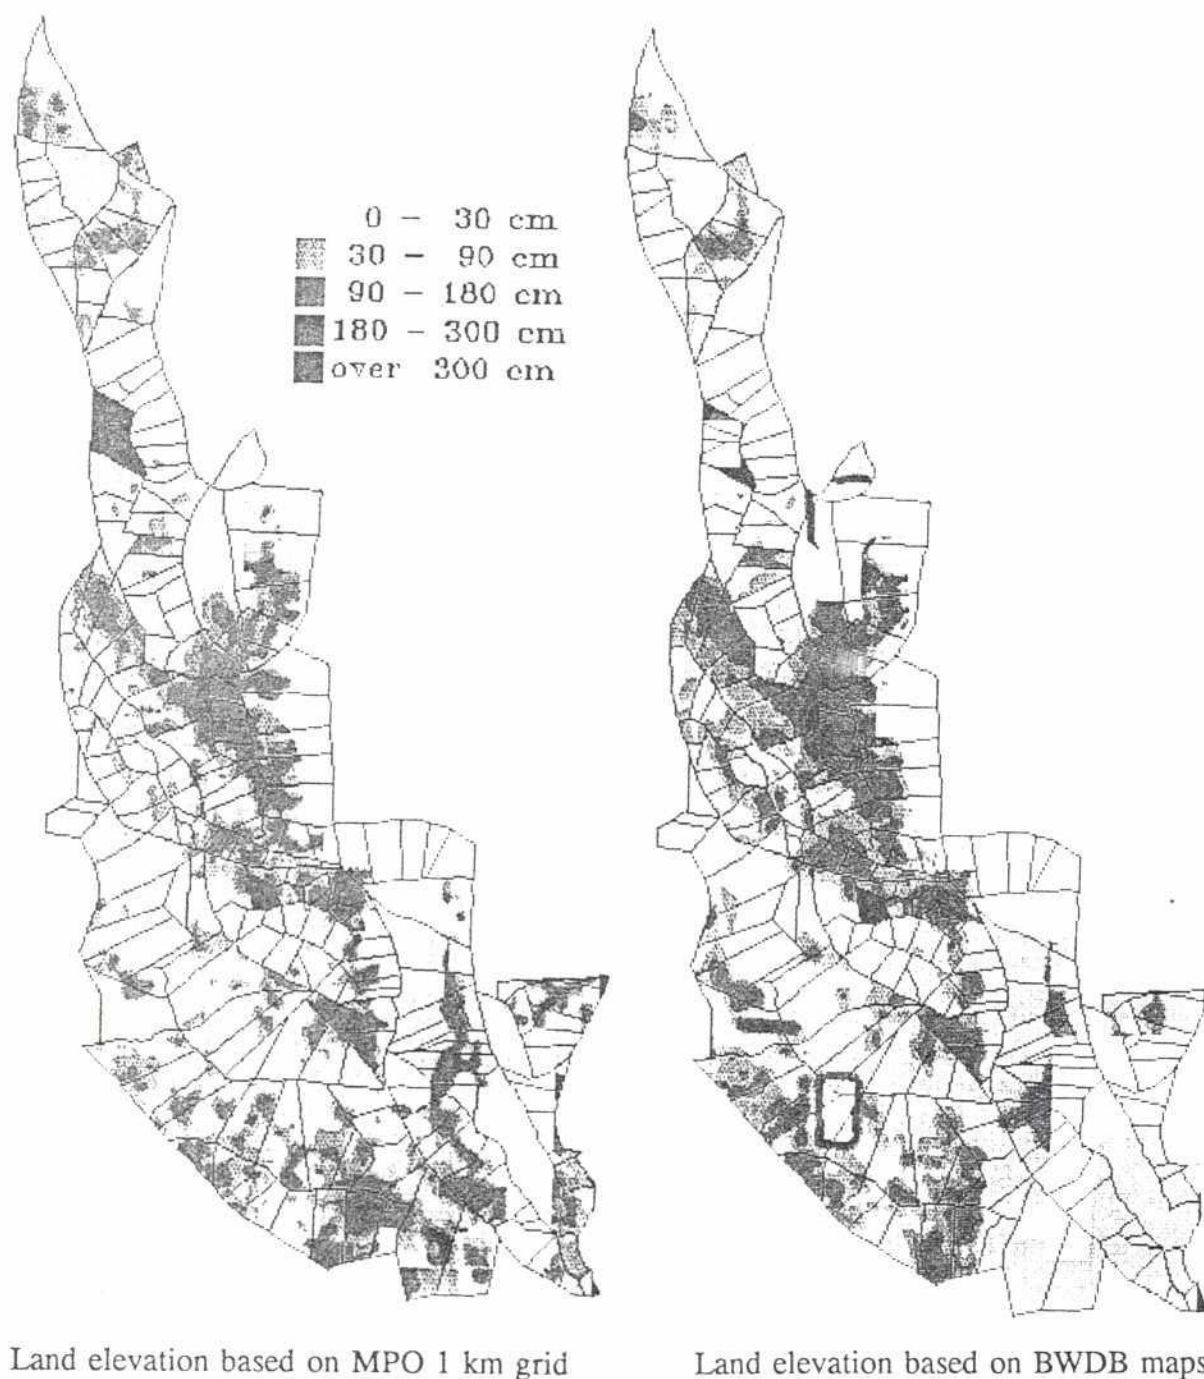 0 - 30 cm
30 - 90 cm
90 - 180 cm
180 - 300 cm
over 300 cm
Land elevation based on MPO 1 km grid
Land elevation based on BWDB maps